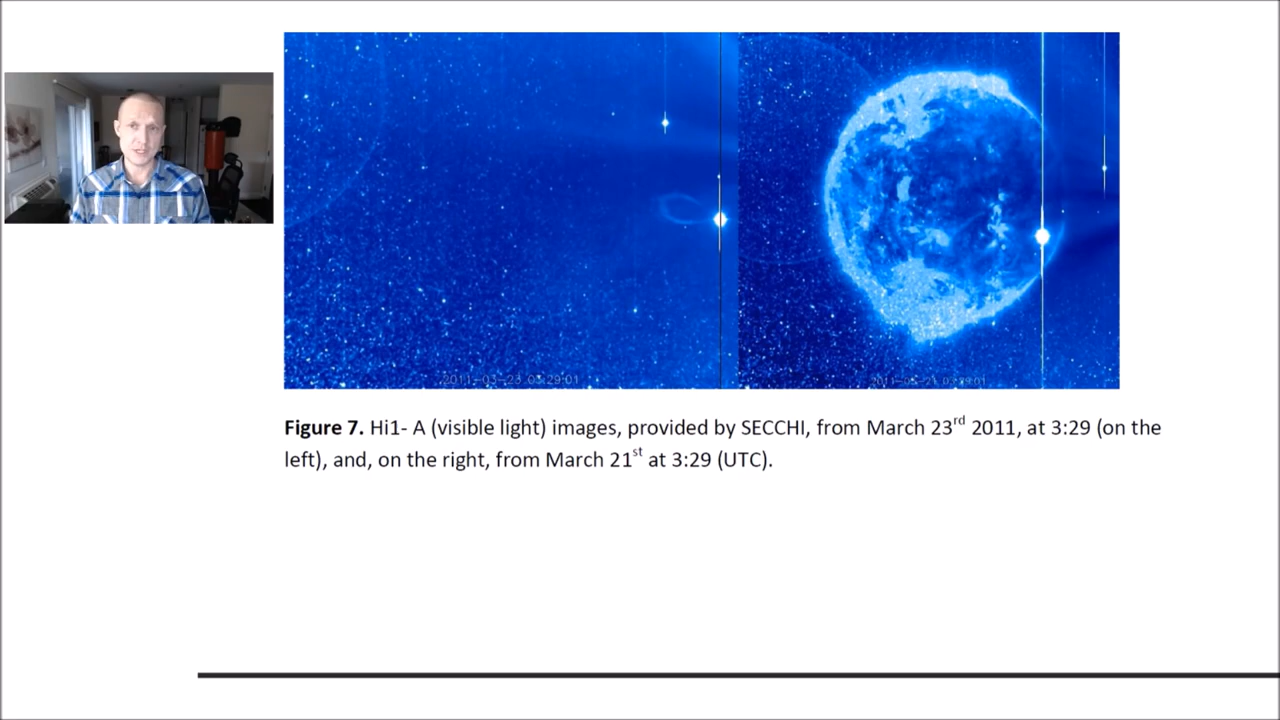 2011-03-23 03:29:01
Figure 7. Hi1- A (visible light) images, provided by SECCHI, from March 23rd 2011, at 3:29 (on the
left), and, on the right, from March 21st at 3:29 (UTC).